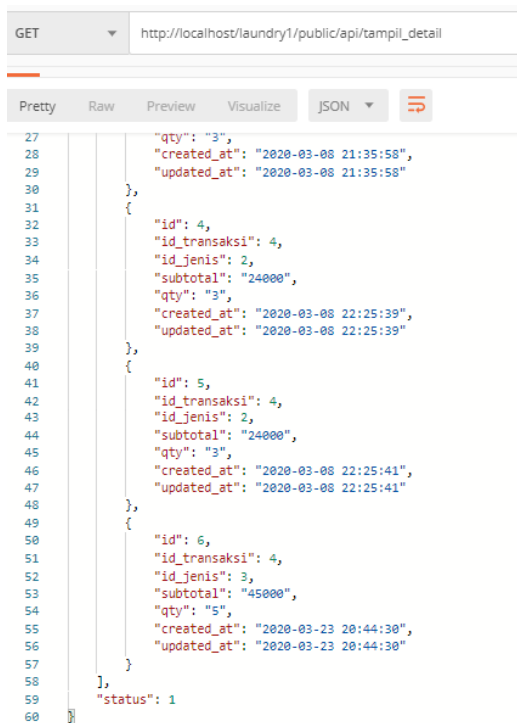 GET http://localhost/laundry1/public/api/tampil_detail
Pretty Raw Preview Visualize JSON
27 "qty": "3",
28 "created_at": "2020-03-08 21:35:58",
29 "updated_at": "2020-03-08 21:35:58"
30 },
31 {
32 "id": 4,
33 "id_transaksi": 4,
34 "id_jenis": 2,
35 "subtotal": "24000",
36 "qty": "3",
37 "created_at": "2020-03-08 22:25:39",
38 "updated_at": "2020-03-08 22:25:39"
39 },
40 {
41 "id": 5,
42 "id_transaksi": 4,
43 "id_jenis": 2,
44 "subtotal": "24000",
45 "qty": "3",
46 "created_at": "2020-03-08 22:25:41",
47 "updated_at": "2020-03-08 22:25:41"
48 },
49 {
50 "id": 6,
51 "id_transaksi": 4,
52 "id_jenis": 3,
53 "subtotal": "45000",
54 "qty": "5",
55 "created_at": "2020-03-23 20:44:30",
56 "updated_at": "2020-03-23 20:44:30"
57 }
58 ],
59 "status": 1
60 }